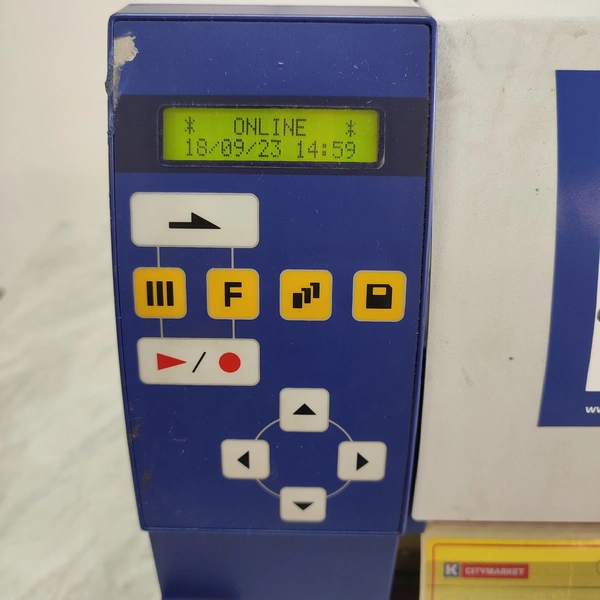 * ONLINE *
18/09/23 14:59
F
/
K CITYMARKET